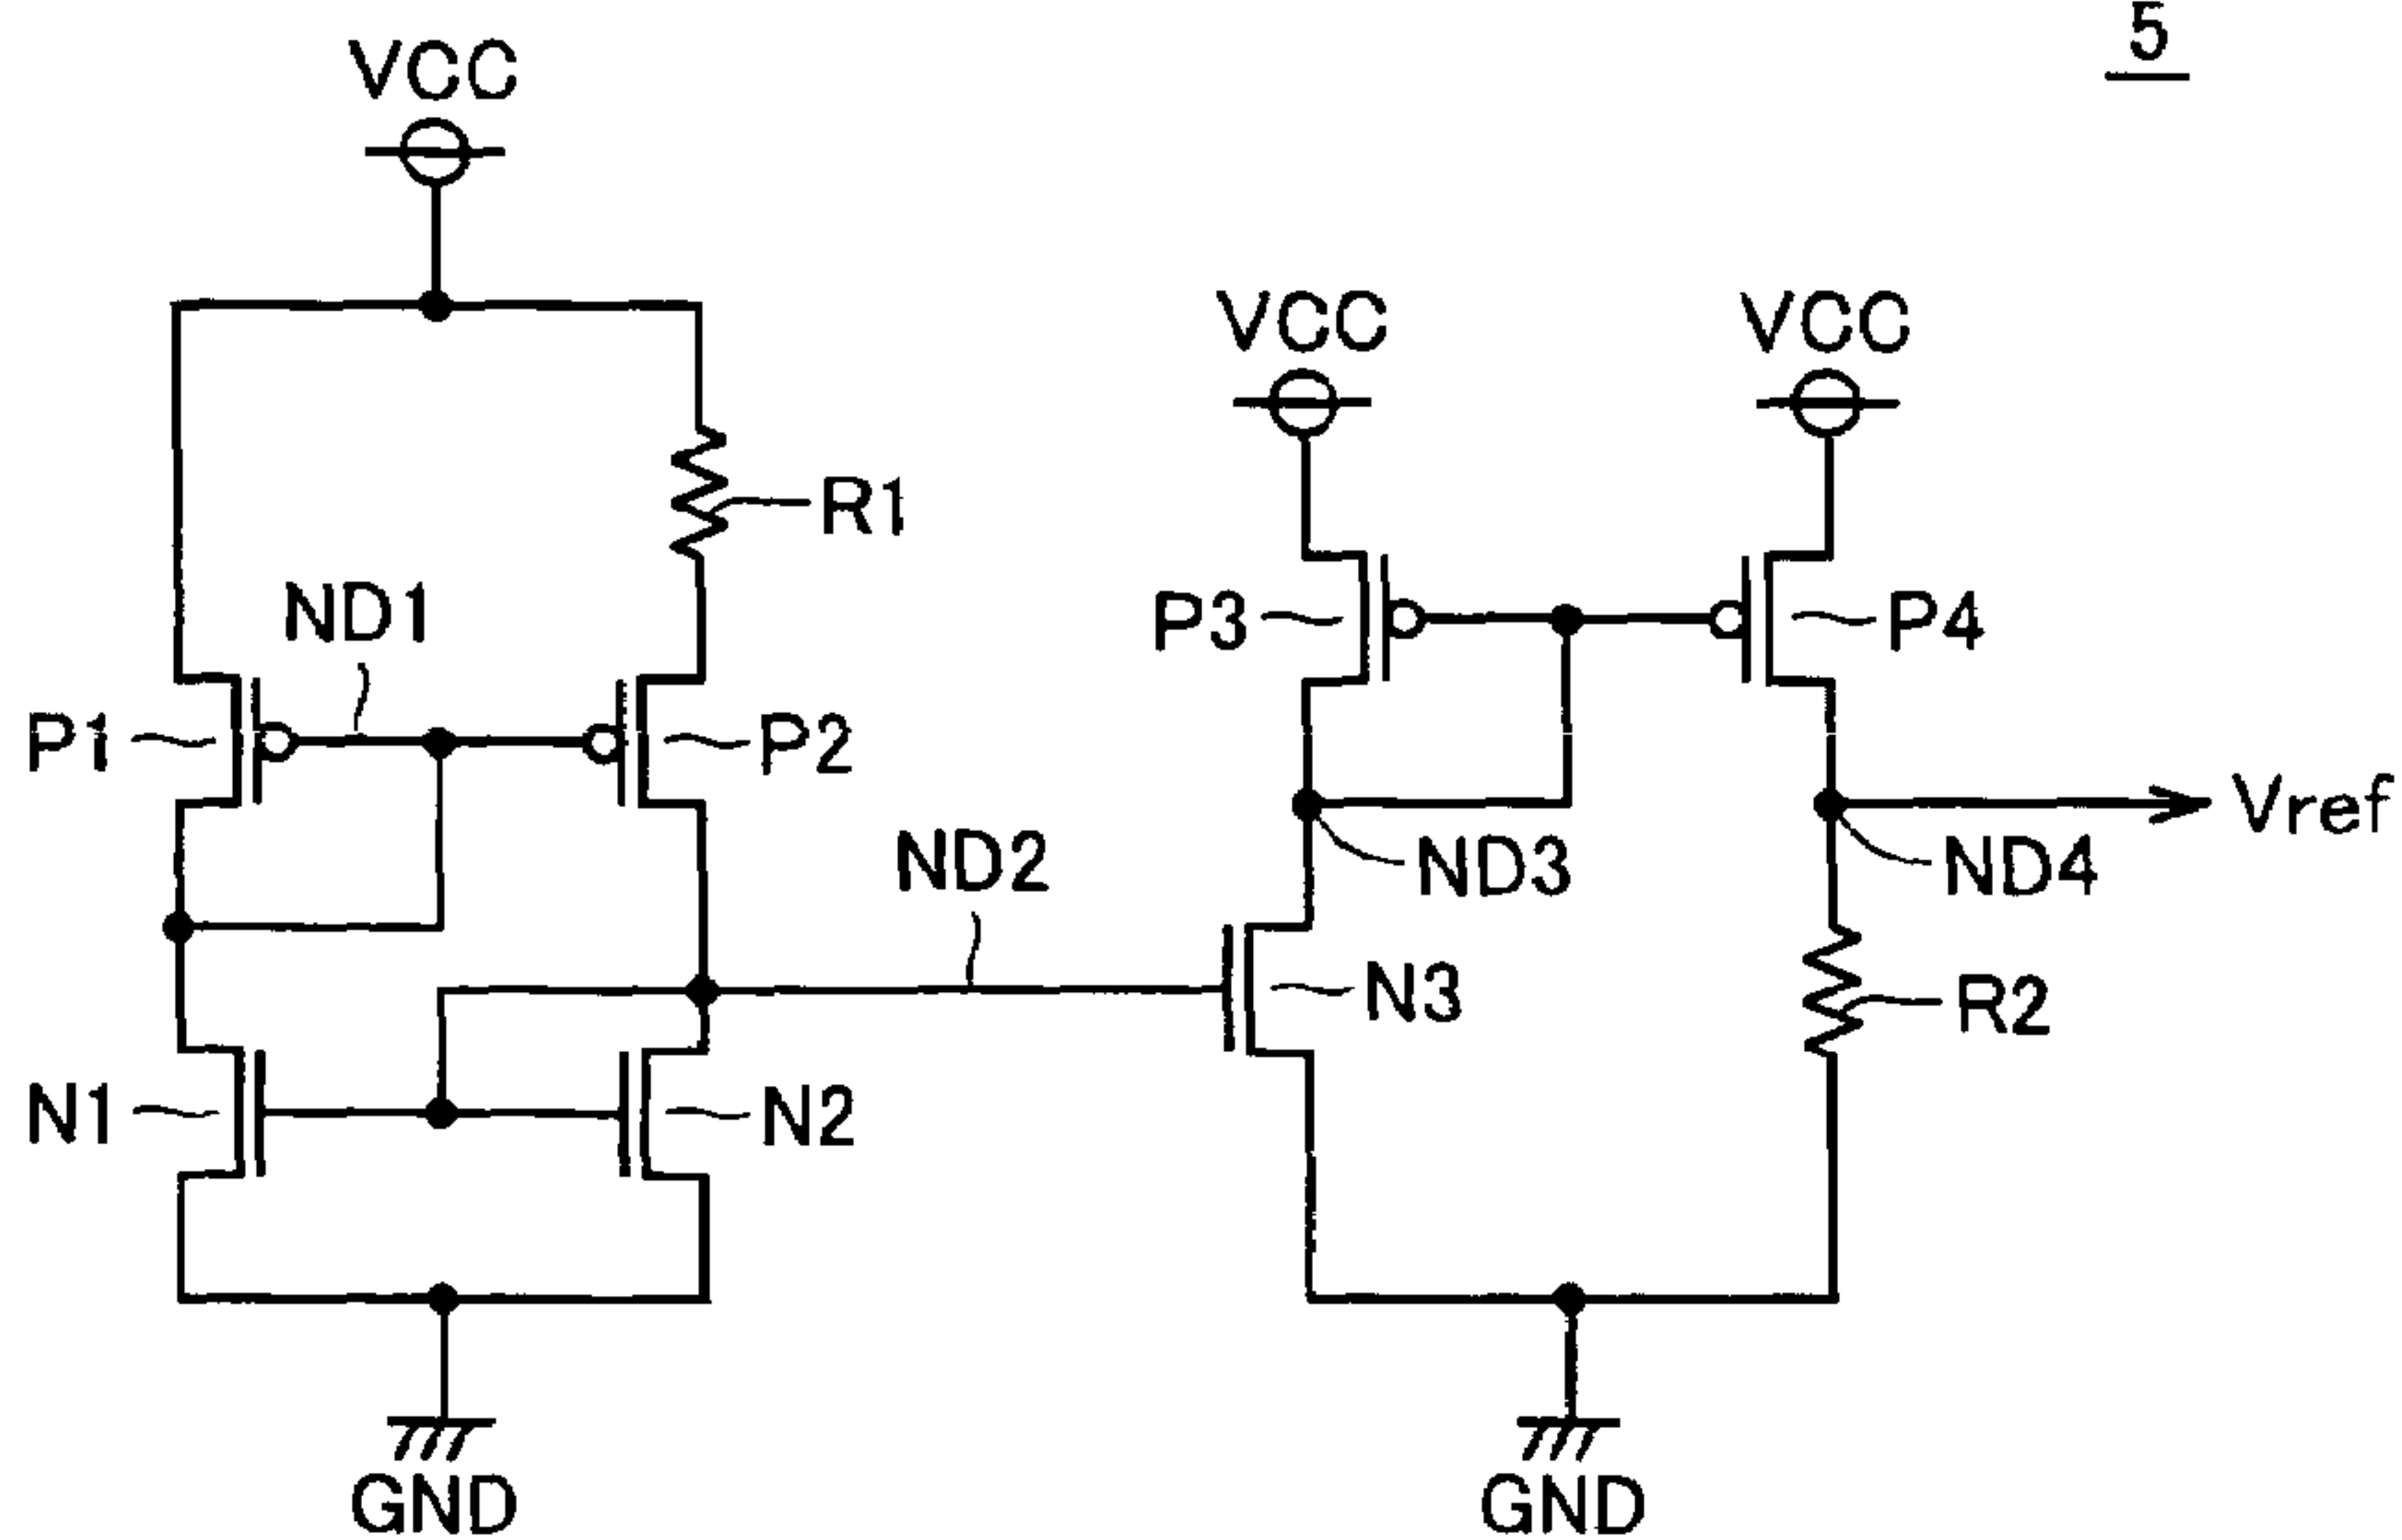 5
VCC
VCC
VCC
R1
ND1
P3
P4
P1
P2
Vref
ND2
ND3
ND4
N3
R2
N1
N2
GND
GND